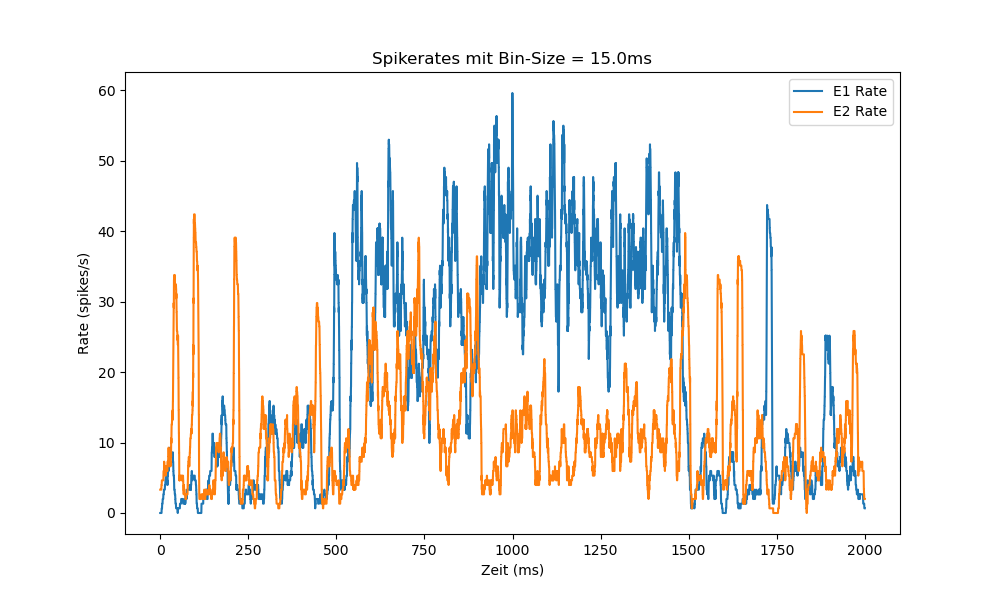 Spikerates mit Bin-Size = 15.0ms
E1 Rate
E2 Rate
60
50
40
30
20
10
0
Rate (spikes/s)
0 250 500 750 1000 1250 1500 1750 2000
Zeit (ms)